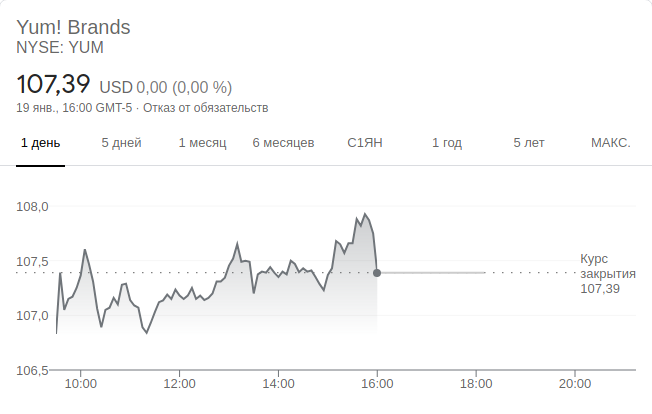 Yum! Brands
NYSE: YUM
107,39 USD 0,00 (0,00 %)
19 янв., 16:00 GMT-5 · Отказ от обязательств
1 день 5 дней 1 месяц 6 месяцев С1ЯН 1 год 5 лет МАКС.
108,0
107,5
Курс
закрытия
107,39
107,0
106,5
10:00 12:00 14:00 16:00 18:00 20:00